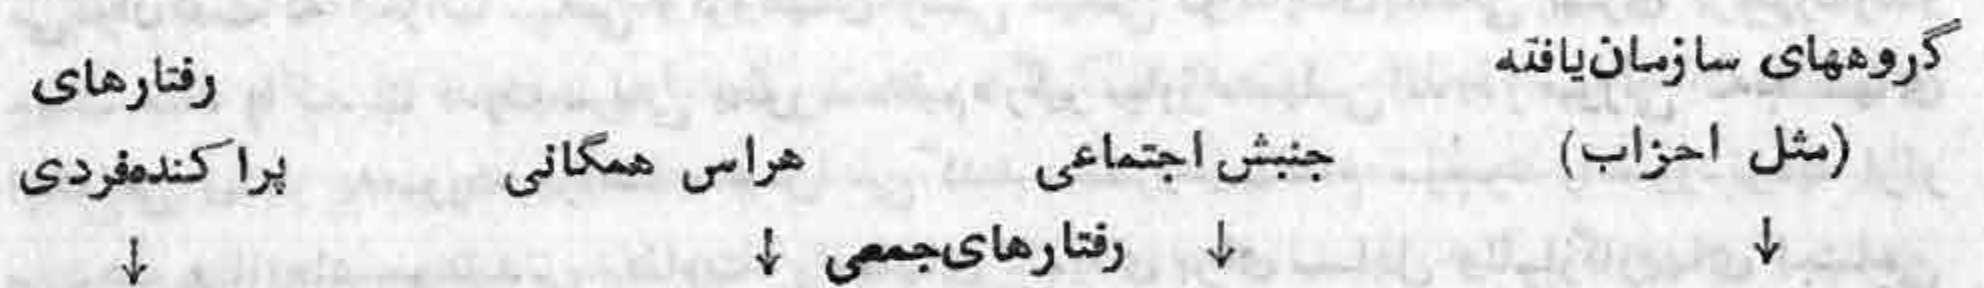 گروههای سازمان‌یافته
رفتارهای
(مثل احزاب) جنبش اجتماعی هراس همگانی پراکنده‌فردی
↓ ↓ رفتارهای‌جمعی ↓ ↓